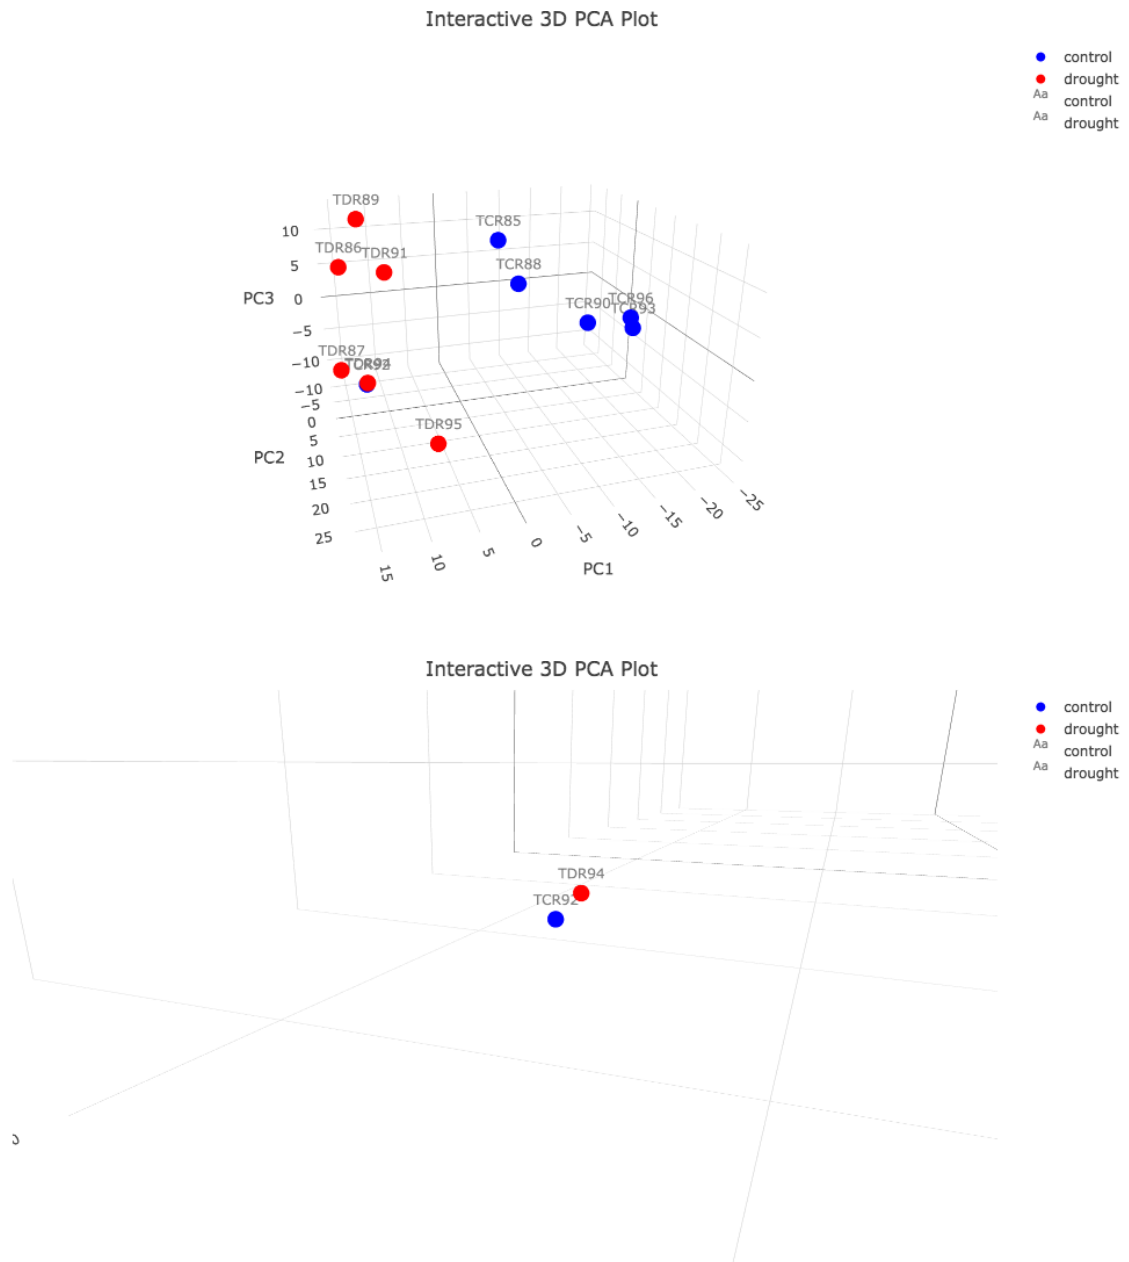 Interactive 3D PCA Plot
control
drought
Aa control
Aa drought
TDR89
TCR85
TDR86
TDR91
TCR88
TCR96
TCR90
TCR93
TDR87
TDR94
TCR92
TDR95
PC3
10
5
0
−5
−10
PC2
−10
−5
0
5
10
15
20
25
15
10
5
0
−5
−10
−15
−20
−25
PC1
Interactive 3D PCA Plot
control
drought
Aa control
Aa drought
TDR94
TCR92